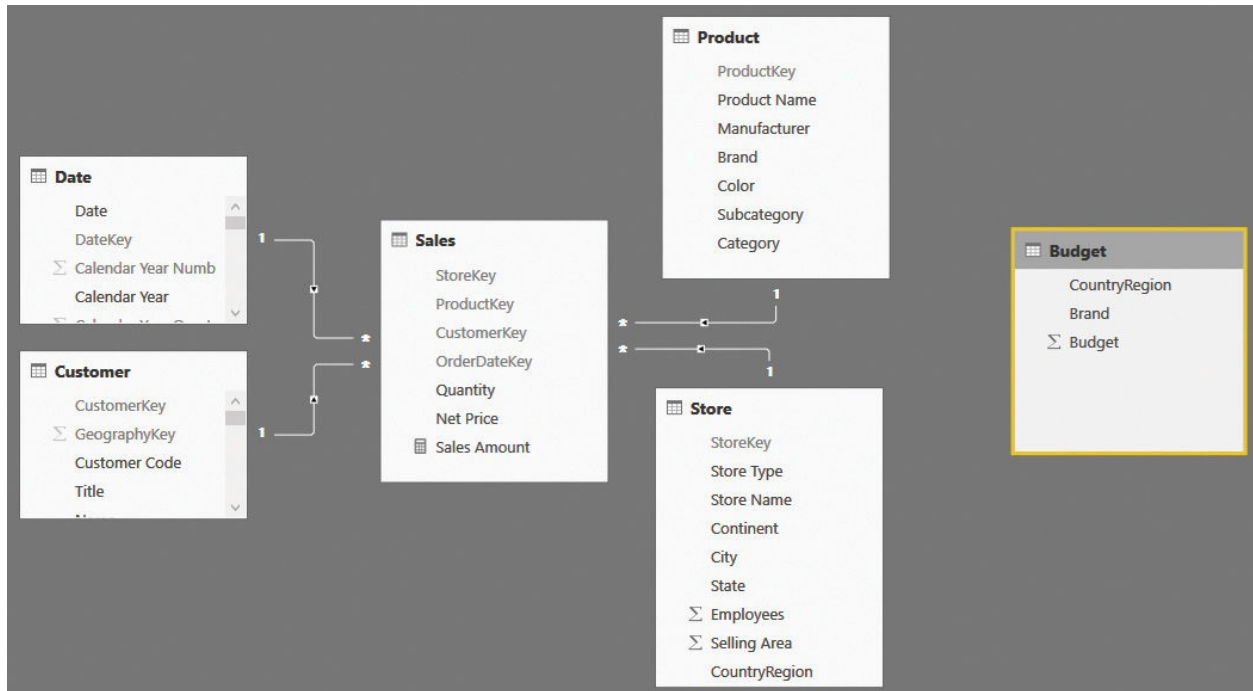 Product
ProductKey
Product Name
Manufacturer
Brand
Color
Subcategory
Category
Date
Date
DateKey
Σ Calendar Year Numb
Calendar Year
1
*
Customer
CustomerKey
Σ GeographyKey
Customer Code
Title
1
*
Sales
StoreKey
ProductKey
CustomerKey
OrderDateKey
Quantity
Net Price
Sales Amount
1
*
*
1
Store
StoreKey
Store Type
Store Name
Continent
City
State
Σ Employees
Σ Selling Area
CountryRegion
Budget
CountryRegion
Brand
Σ Budget